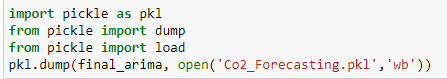 import pickle as pkl
from pickle import dump
from pickle import load
pkl.dump(final_arima, open('Co2_Forecasting.pkl','wb'))